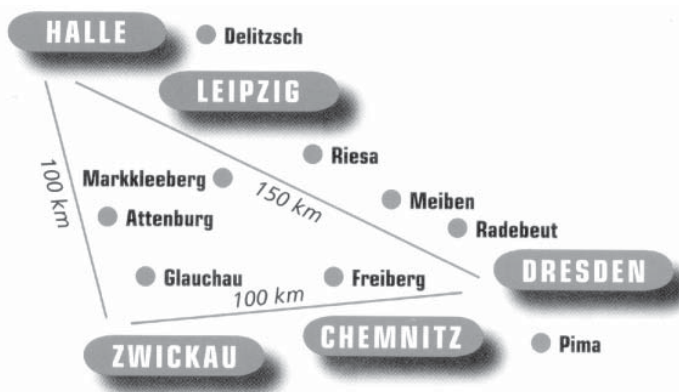 HALLE
Delitzsch
LEIPZIG
Riesa
Markkleeberg
100 km
150 km
Meiben
Attenburg
Radebeut
DRESDEN
Glauchau
Freiberg
100 km
CHEMNITZ
ZWICKAU
Pima